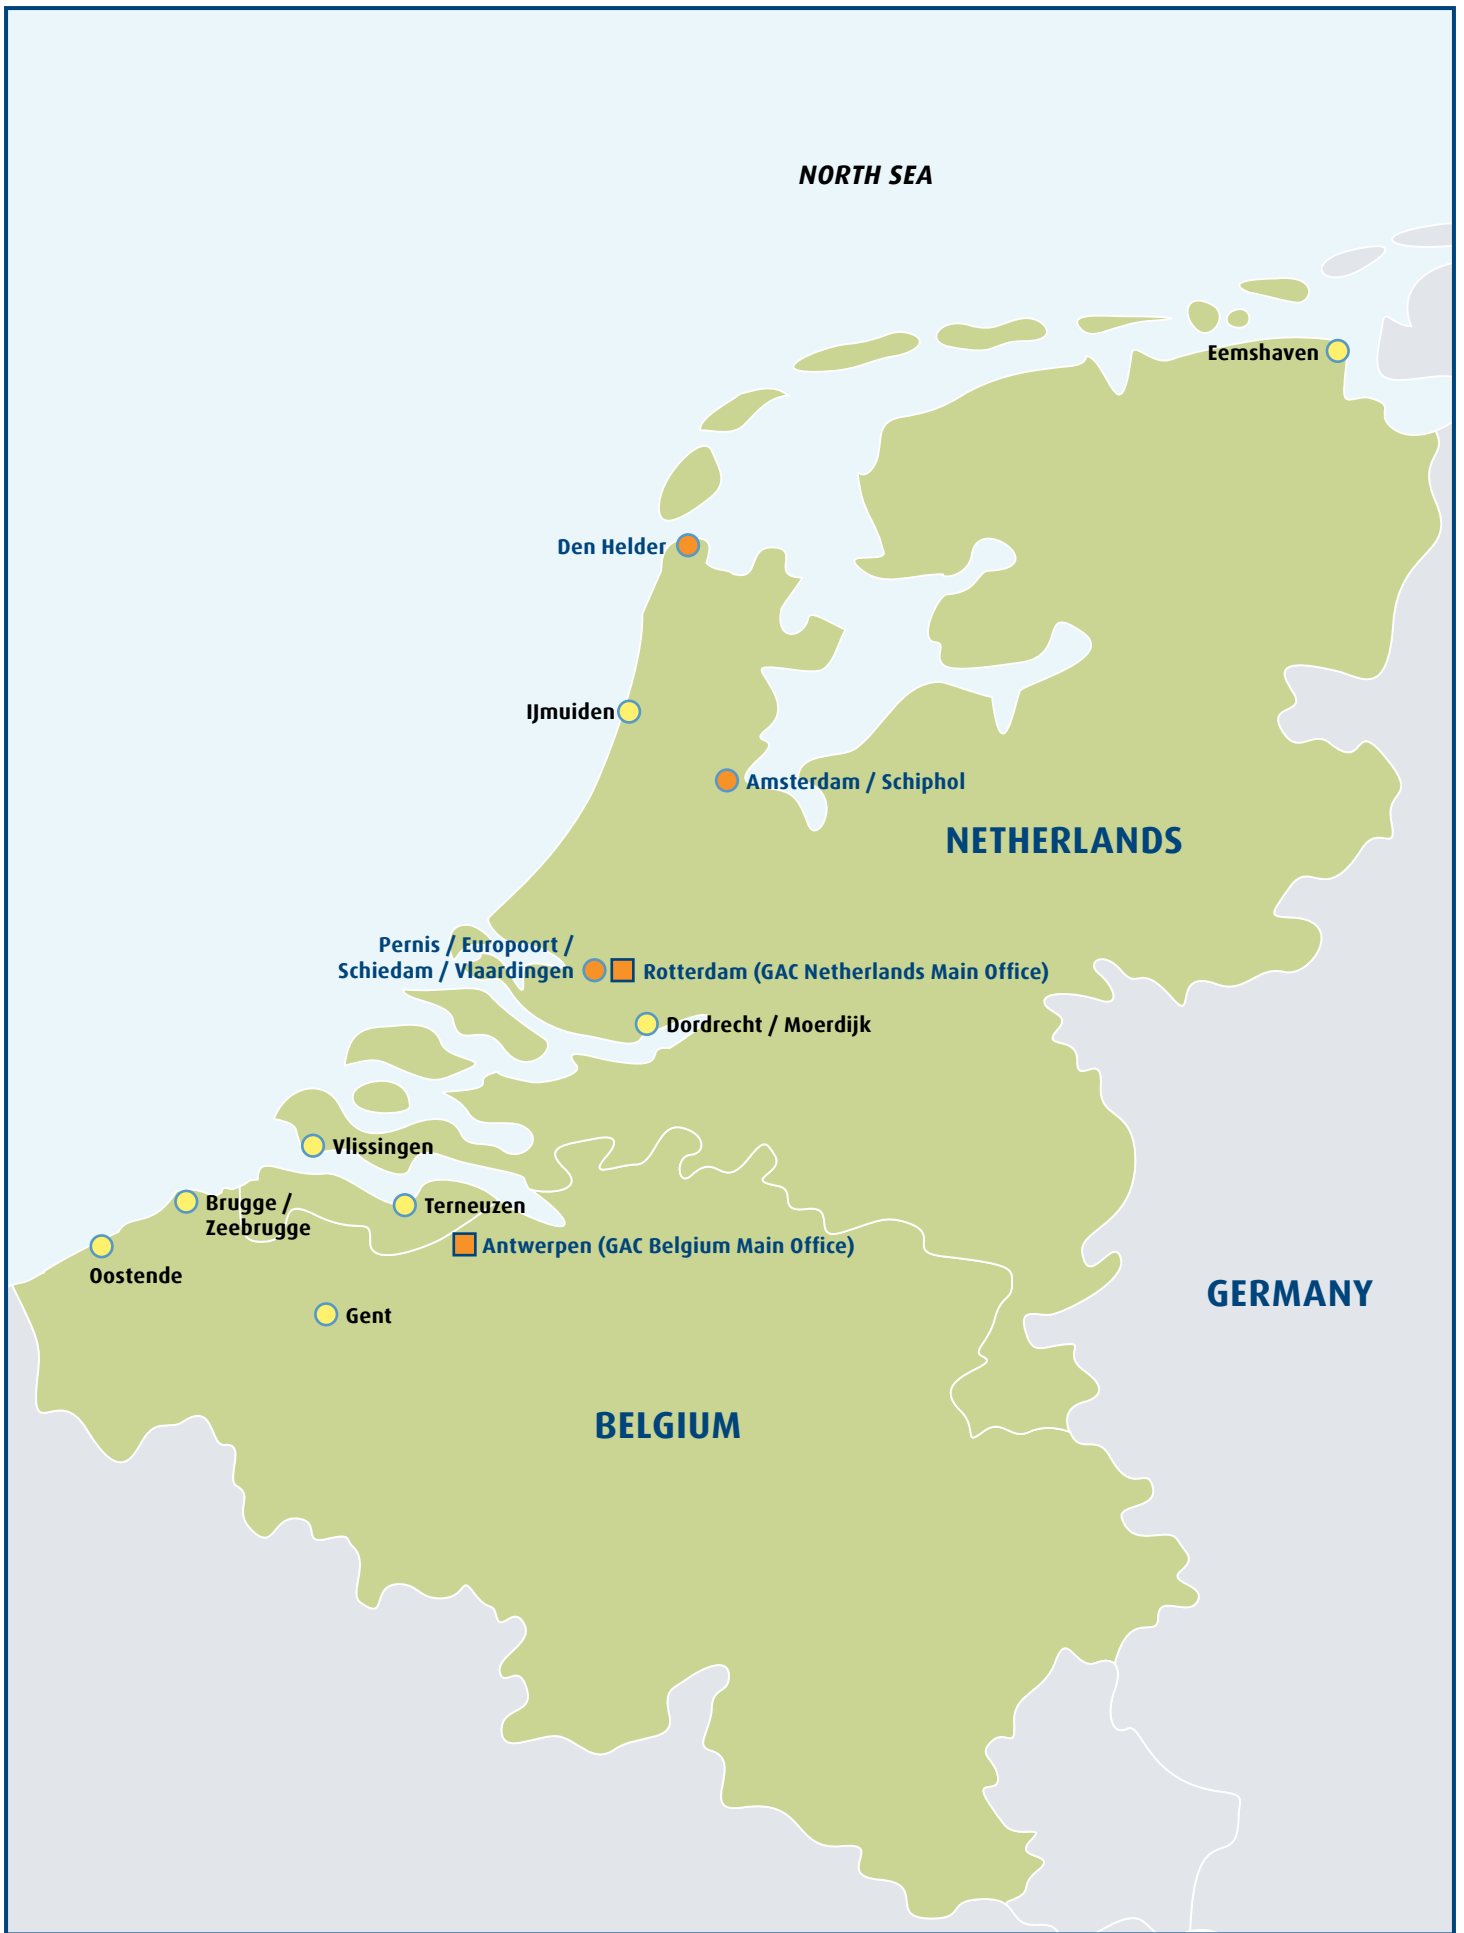 NORTH SEA
Eemshaven
Den Helder
IJmuiden
Amsterdam / Schiphol
NETHERLANDS
Pernis / Europoort /
Schiedam / Vlaardingen
Rotterdam (GAC Netherlands Main Office)
Dordrecht / Moerdijk
Vlissingen
Brugge /
Zeebrugge
Terneuzen
Antwerpen (GAC Belgium Main Office)
Oostende
GERMANY
Gent
BELGIUM